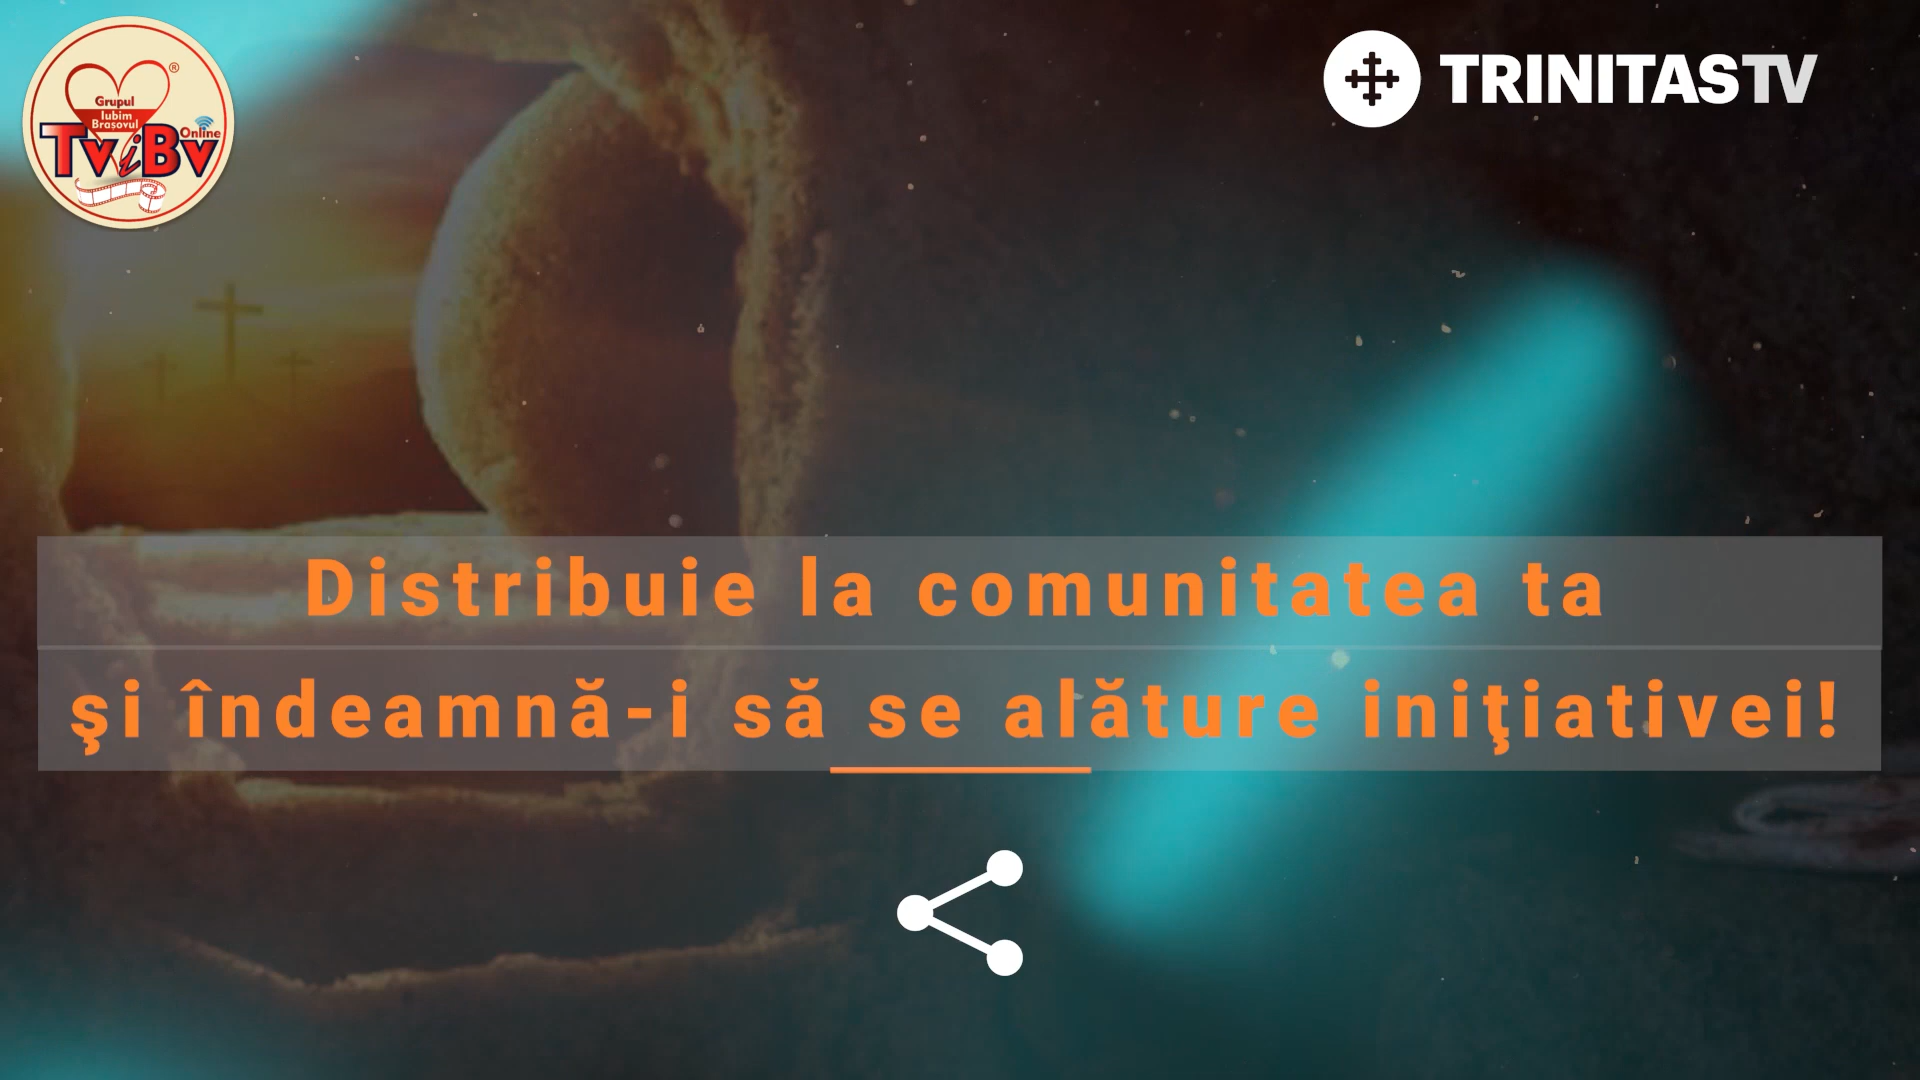 Grupul
Iubim
Brașovul
®
TviBv
Online
TRINITASTV
Distribuie la comunitatea ta
şi îndeamnă-i să se alăture iniţiativei!